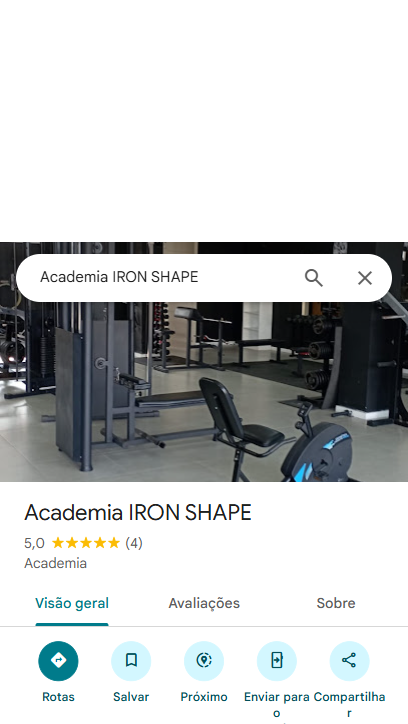 Academia IRON SHAPE
Academia IRON SHAPE
5,0 (4)
Academia
Visão geral Avaliações Sobre
Rotas Salvar Próximo Enviar para o Compartilhar